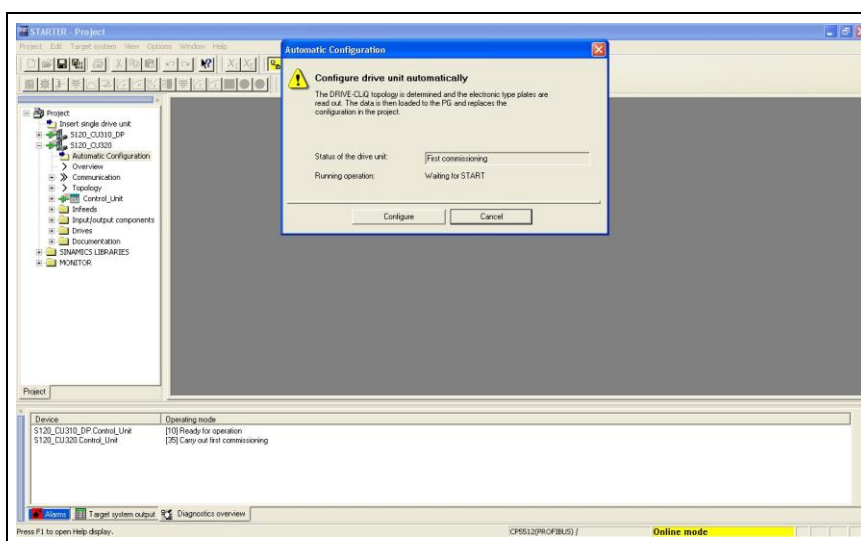 STARTER - Project
Project Edit Target system View Options Window Help
Automatic Configuration
Configure drive unit automatically
The DRIVE-CLiQ topology is determined and the electronic type plates are
read out. The data is then loaded to the PG and replaces the
configuration in the project.
Status of the drive unit: First commissioning
Running operation: Waiting for START
Configure Cancel
Project
Insert single drive unit
S120_CU310_DP
S120_CU320
Automatic Configuration
Overview
Communication
Topology
Control_Unit
Infeeds
Input/output components
Drives
Documentation
SINAMICS LIBRARIES
MONITOR
Project
Device Operating mode
S120_CU310_DP.Control_Unit [10] Ready for operation
S120_CU320.Control_Unit [35] Carry out first commissioning
Alarms Target system output Diagnostics overview
Press F1 to open Help display. CP5512(PROFIBUS) / Online mode